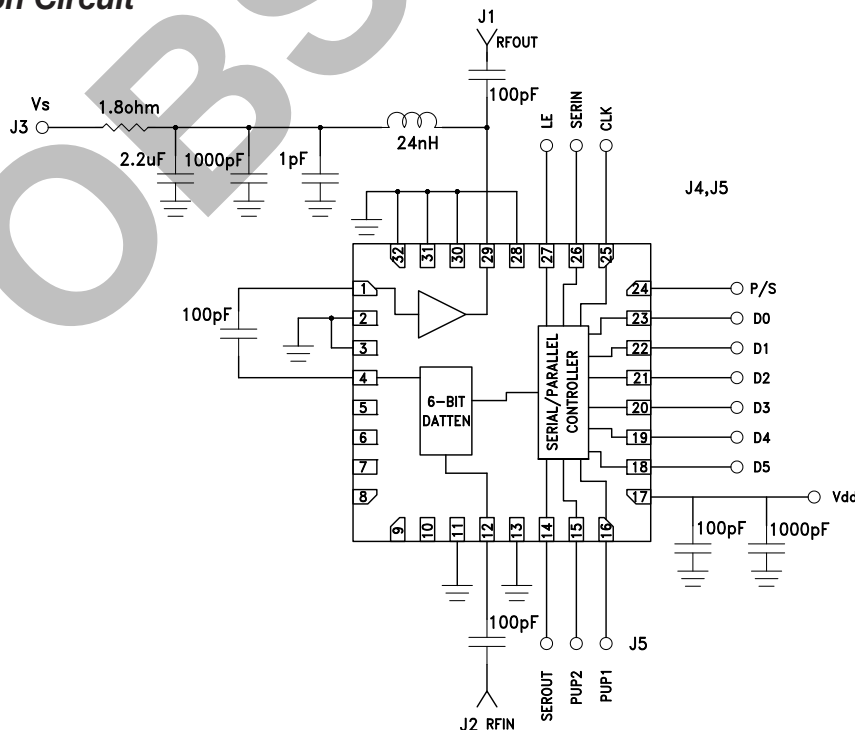 on Circuit
OBS
J1
RFOUT
100pF
Vs
J3
1.8ohm
24nH
2.2uF
1000pF
1pF
LE
SERIN
CLK
J4,J5
32
31
30
29
28
27
26
25
1
2
3
4
5
6
7
8
100pF
6-BIT
DATTEN
SERIAL/PARALLEL
CONTROLLER
24
P/S
23
D0
22
D1
21
D2
20
D3
19
D4
18
D5
17
Vdd
100pF
1000pF
9
10
11
12
13
14
15
16
100pF
SEROUT
PUP2
PUP1
J5
J2 RFIN